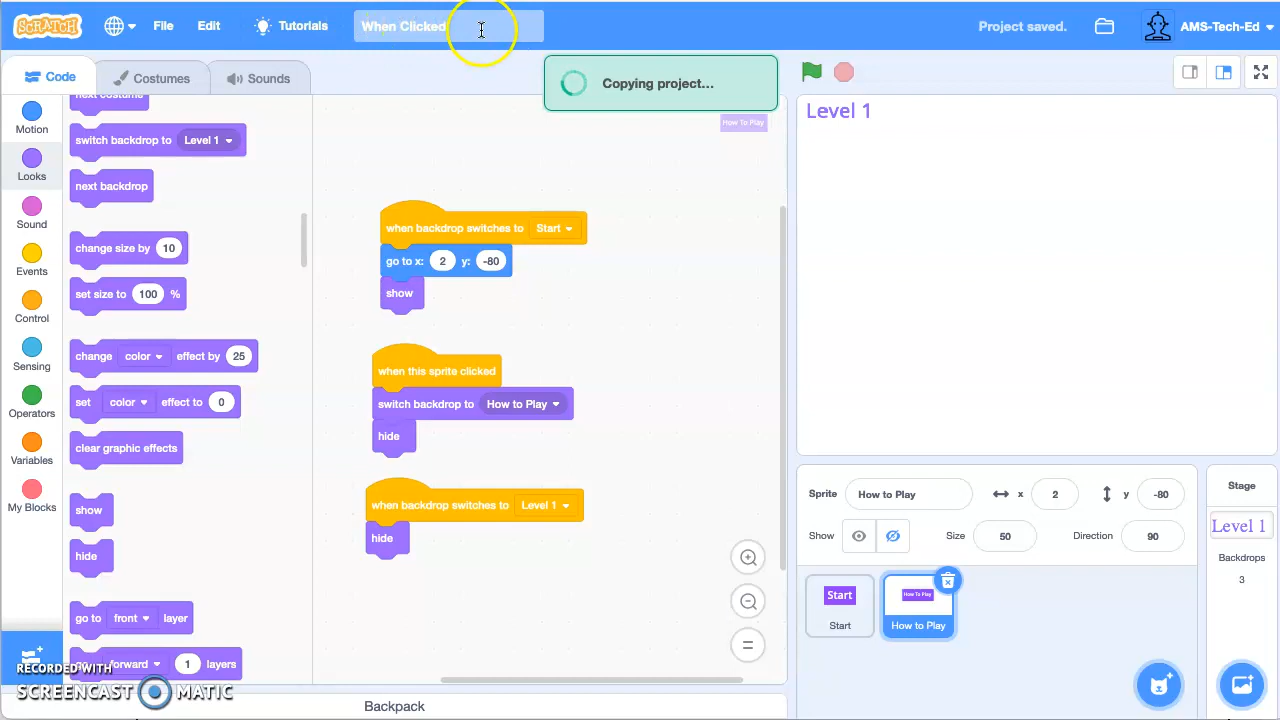 SCRATCH
File
Edit
Tutorials
When Clicked
Project saved.
AMS-Tech-Ed
Code
Costumes
Sounds
Copying project...
Motion
Looks
Sound
Events
Control
Sensing
Operators
Variables
My Blocks
next costume
switch backdrop to Level 1
next backdrop
change size by 10
set size to 100 %
change color effect by 25
set color effect to 0
clear graphic effects
show
hide
go to front layer
forward 1 layers
How To Play
when backdrop switches to Start
go to x: 2 y: -80
show
when this sprite clicked
switch backdrop to How to Play
hide
when backdrop switches to Level 1
hide
Backpack
Level 1
Sprite How to Play x 2 y -80
Show Size 50 Direction 90
Start
Start
How To Play
How to Play
Stage
Level 1
Backdrops
3
RECORDED WITH
SCREENCAST MATIC